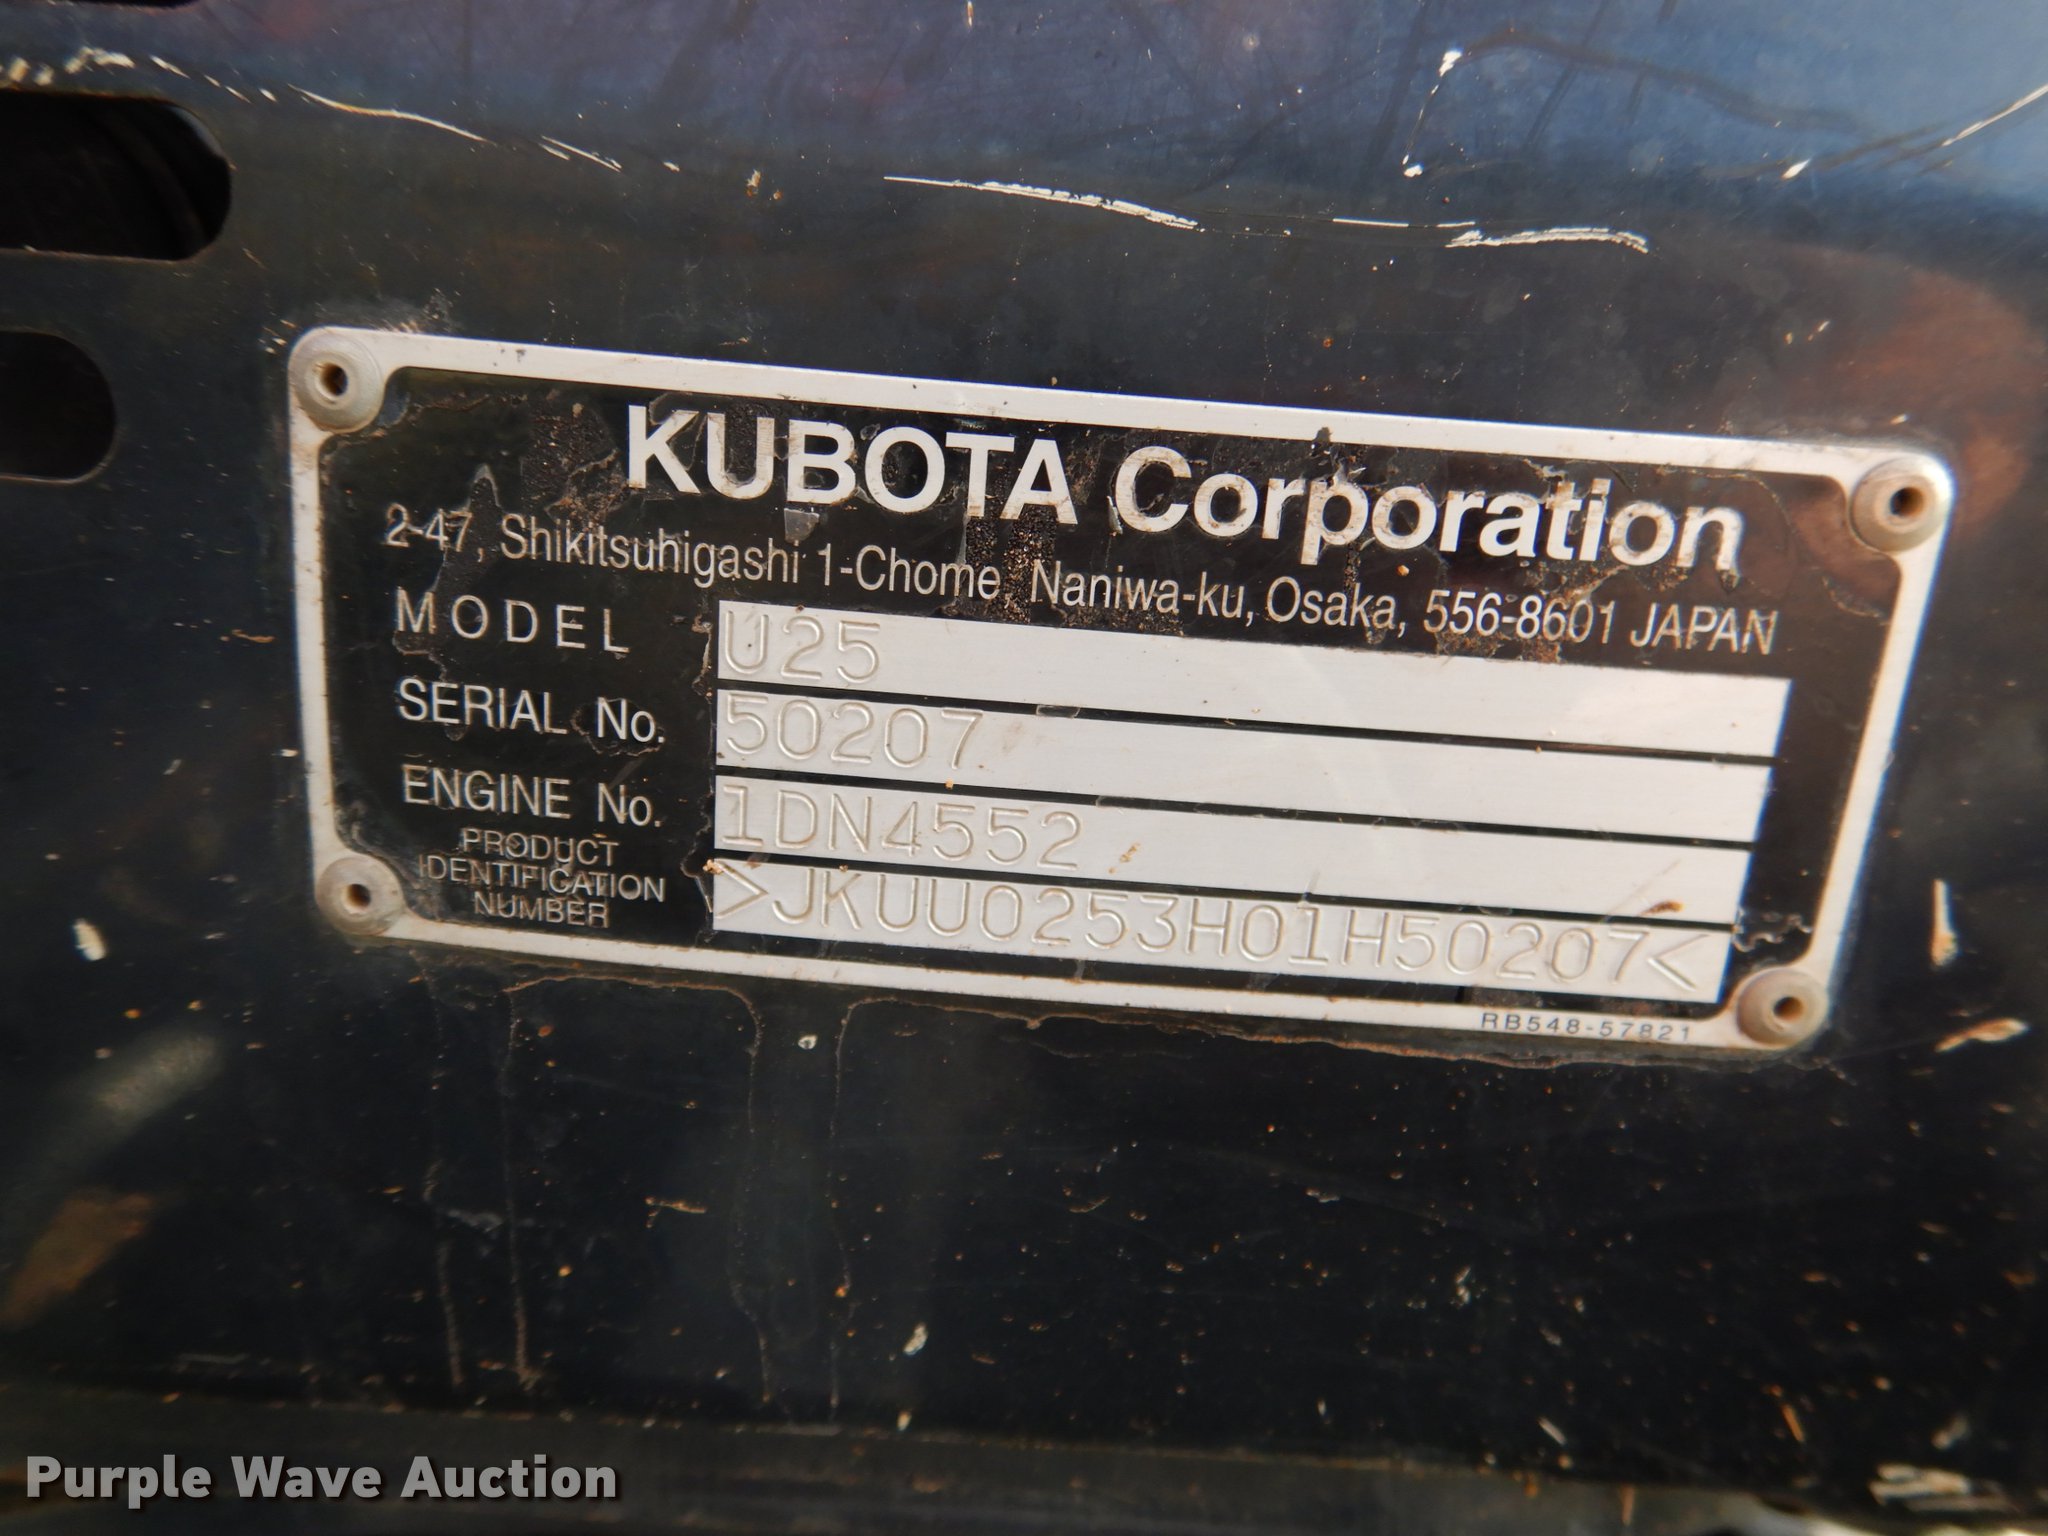 KUBOTA Corporation
2-47, Shikitsuhigashi 1-Chome Naniwa-ku, Osaka, 556-8601 JAPAN
MODEL U25
SERIAL No. 50207
ENGINE No. 1DN4552
PRODUCT
IDENTIFICATION
NUMBER
>JKUU0253H01H50207<
RB548-57821
Purple Wave Auction